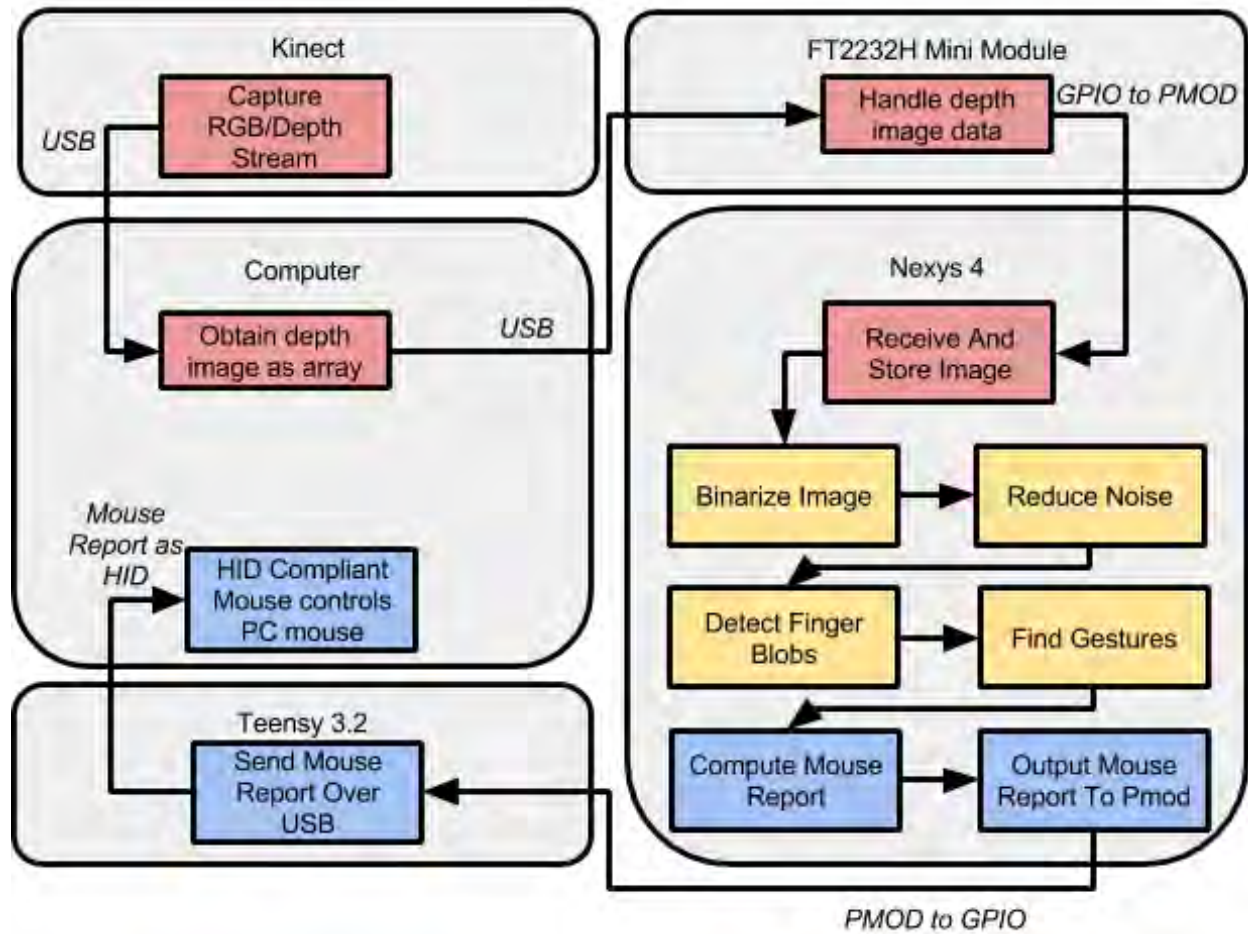 Kinect
Capture
RGB/Depth
Stream
USB
FT2232H Mini Module
Handle depth
image data
GPIO to PMOD
Computer
Obtain depth
image as array
USB
Mouse
Report as
HID
HID Compliant
Mouse controls
PC mouse
Nexys 4
Receive And
Store Image
Binarize Image
Reduce Noise
Detect Finger
Blobs
Find Gestures
Compute Mouse
Report
Output Mouse
Report To Pmod
Teensy 3.2
Send Mouse
Report Over
USB
PMOD to GPIO